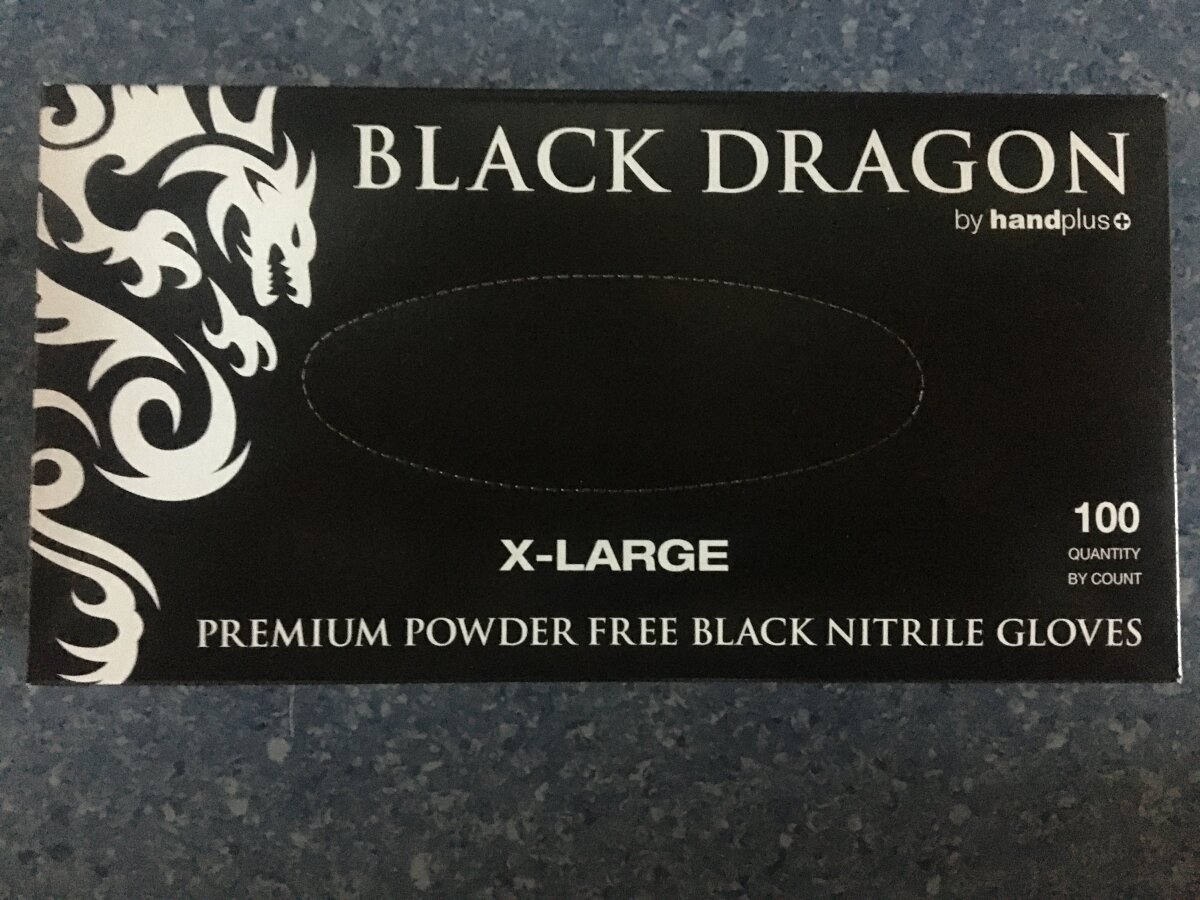 BLACK DRAGON
by handplus+
X-LARGE
100
QUANTITY
BY COUNT
PREMIUM POWDER FREE BLACK NITRILE GLOVES